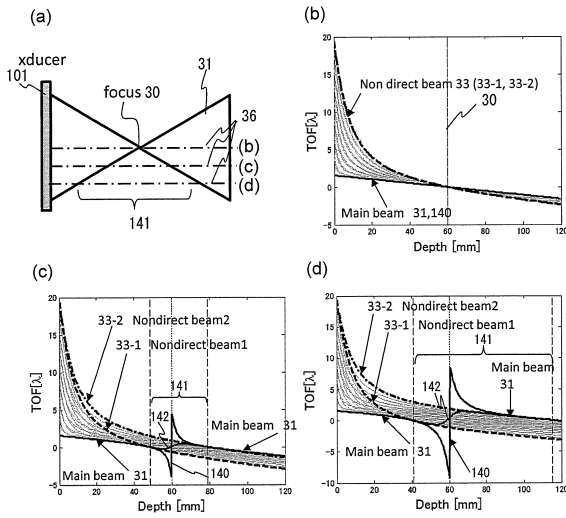 (a)
xducer
101
focus 30
31
36
(b)
(c)
(d)
141
(b)
20
15
10
5
0
-5
0
20
40
60
80
100
120
TOF[λ]
Depth [mm]
Non direct beam 33 (33-1, 33-2)
30
Main beam 31,140
(c)
20
15
10
5
0
-5
0
20
40
60
80
100
120
TOF[λ]
Depth [mm]
33-2 Nondirect beam2
33-1 Nondirect beam1
141
142
Main beam 31
Main beam 31
140
(d)
20
15
10
5
0
-5
-10
0
20
40
60
80
100
120
TOF[λ]
Depth [mm]
33-2 Nondirect beam2
33-1 Nondirect beam1
141
142
Main beam
31
Main beam 31
140